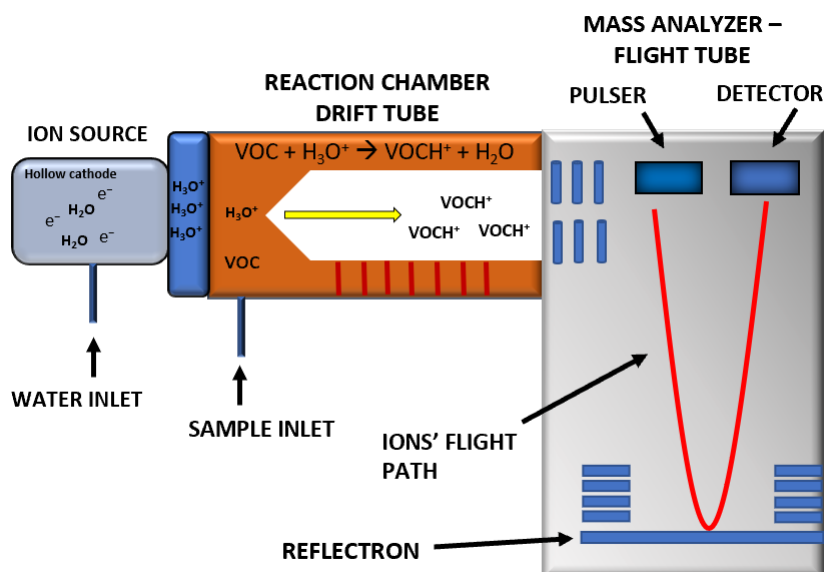 MASS ANALYZER –
FLIGHT TUBE
REACTION CHAMBER
DRIFT TUBE
PULSER
DETECTOR
ION SOURCE
VOC + H₃O⁺ → VOCH⁺ + H₂O
Hollow cathode
e⁻
H₂O
e⁻
H₂O
e⁻
H₃O⁺
H₃O⁺
H₃O⁺
H₃O⁺
VOC
VOCH⁺
VOCH⁺
VOCH⁺
WATER INLET
SAMPLE INLET
IONS’ FLIGHT
PATH
REFLECTRON